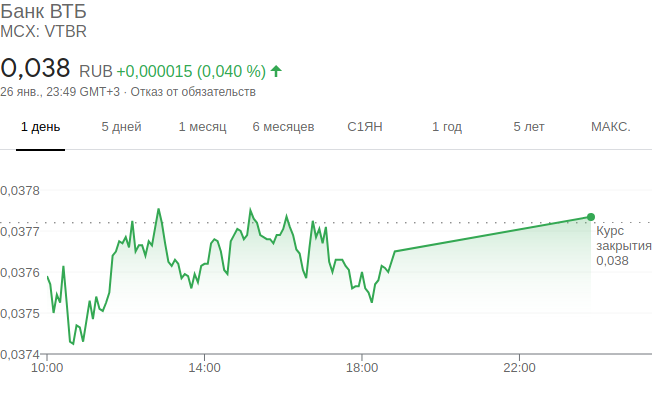 Банк ВТБ
MCX: VTBR
0,038 RUB +0,000015 (0,040 %)
26 янв., 23:49 GMT+3 · Отказ от обязательств
1 день 5 дней 1 месяц 6 месяцев С1ЯН 1 год 5 лет МАКС.
0,0378
0,0377
Курс
закрытия
0,038
0,0376
0,0375
0,0374
10:00 14:00 18:00 22:00